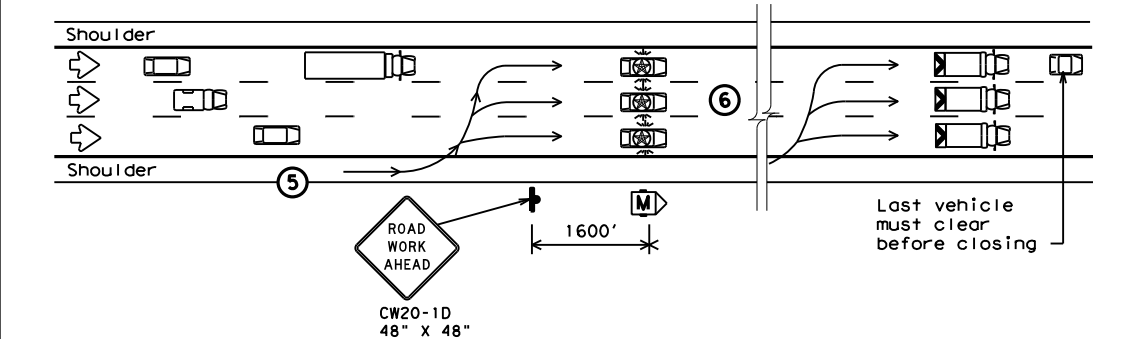 Shoulder
6
Shoulder
5
M
1600'
ROAD
WORK
AHEAD
CW20-1D
48" X 48"
Last vehicle
must clear
before closing